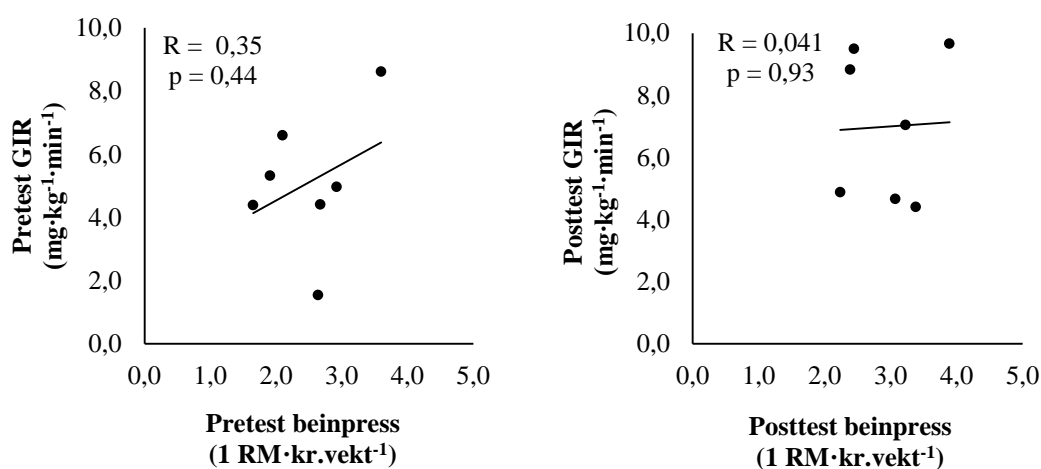 10,0
8,0
6,0
4,0
2,0
0,0
R = 0,35
p = 0,44
Pretest GIR
(mg·kg⁻¹·min⁻¹)
0,0 1,0 2,0 3,0 4,0 5,0
Pretest beinpress
(1 RM·kr.vekt⁻¹)
10,0
8,0
6,0
4,0
2,0
0,0
R = 0,041
p = 0,93
Posttest GIR
(mg·kg⁻¹·min⁻¹)
0,0 1,0 2,0 3,0 4,0 5,0
Posttest beinpress
(1 RM·kr.vekt⁻¹)